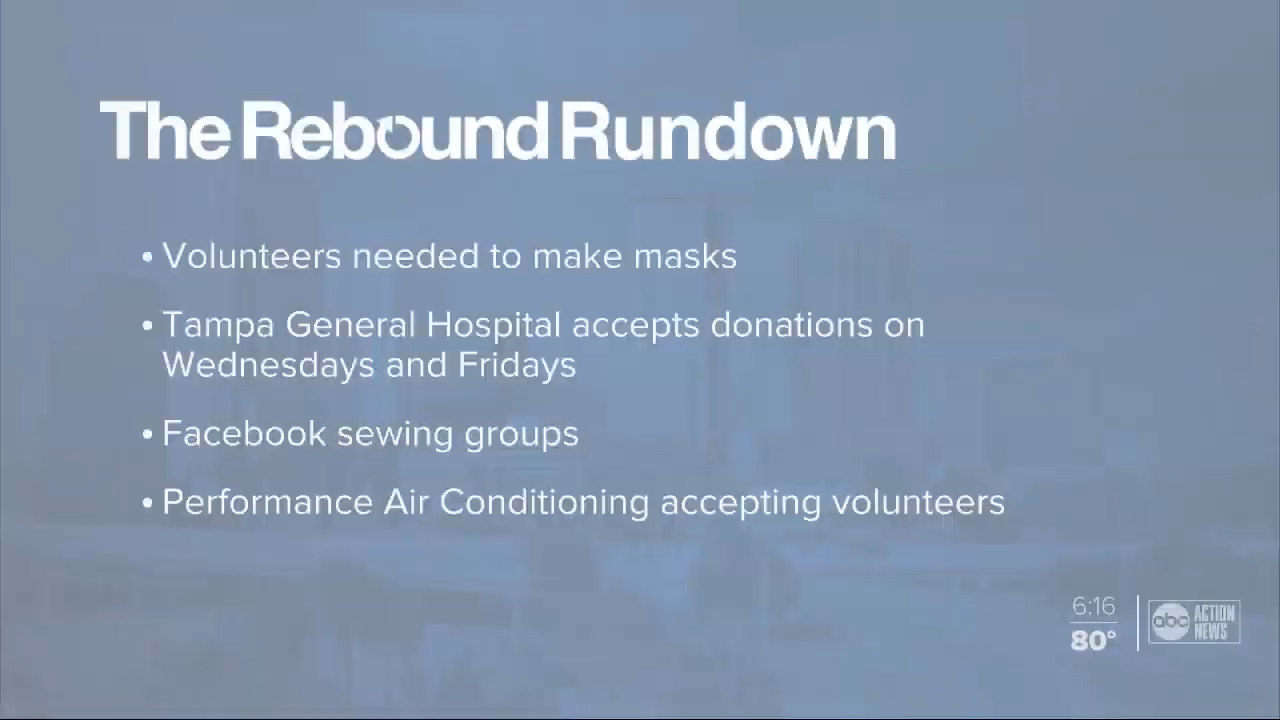 The Rebound Rundown
• Volunteers needed to make masks
• Tampa General Hospital accepts donations on
Wednesdays and Fridays
• Facebook sewing groups
• Performance Air Conditioning accepting volunteers
6:16
80°
abc ACTION
NEWS